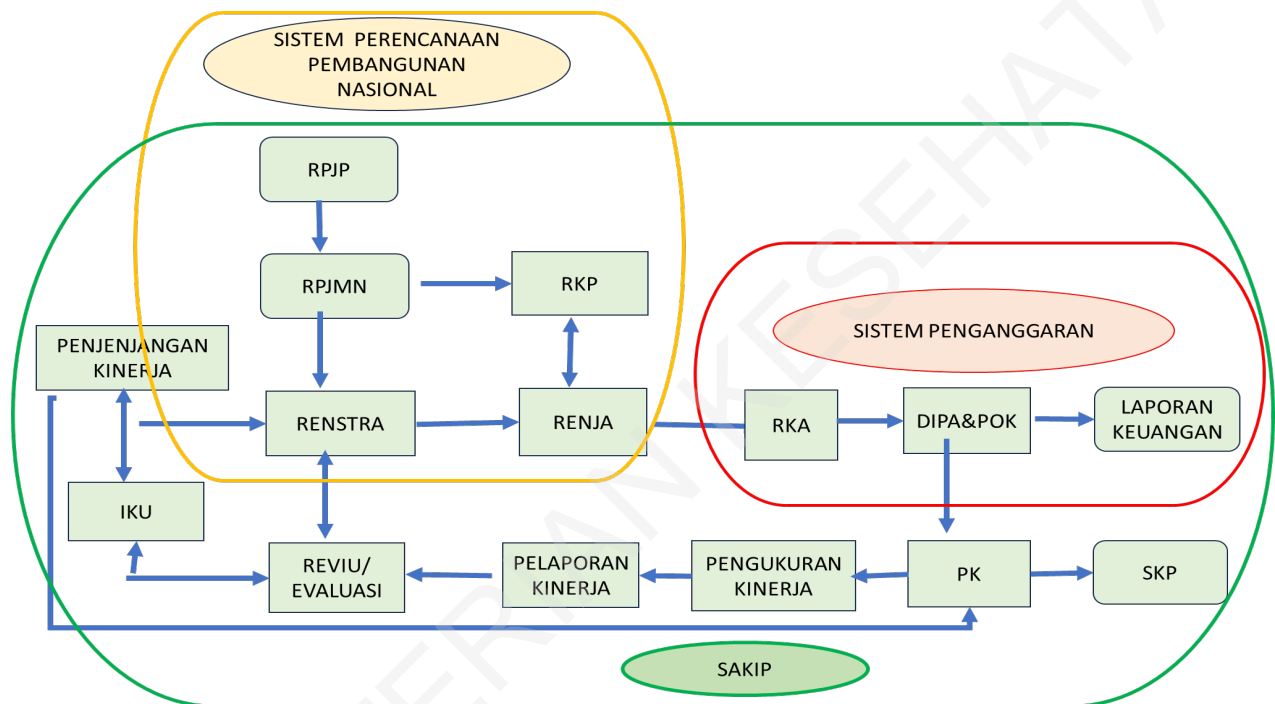 SISTEM PERENCANAAN
PEMBANGUNAN
NASIONAL
RPJP
RPJMN
RKP
SISTEM PENGANGGARAN
PENJENJANGAN
KINERJA
RENSTRA
RENJA
RKA
DIPA&POK
LAPORAN
KEUANGAN
IKU
REVIU/
EVALUASI
PELAPORAN
KINERJA
PENGUKURAN
KINERJA
PK
SKP
SAKIP